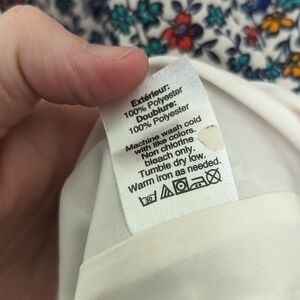 Extérieur:
100% Polyester
Doublure:
100% Polyester
Machine wash cold
with like colors.
Non chlorine
bleach only.
Tumble dry low.
Warm iron as needed.